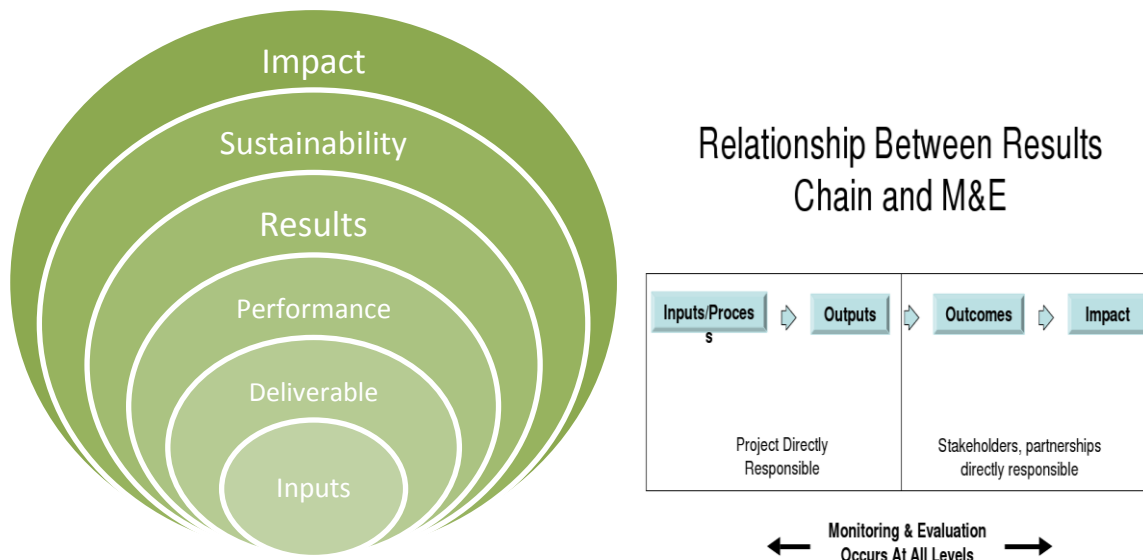 Impact
Sustainability
Results
Performance
Deliverable
Inputs
Relationship Between Results
Chain and M&E
Inputs/Proces
s
Outputs
Outcomes
Impact
Project Directly
Responsible
Stakeholders, partnerships
directly responsible
Monitoring & Evaluation
Occurs At All Levels